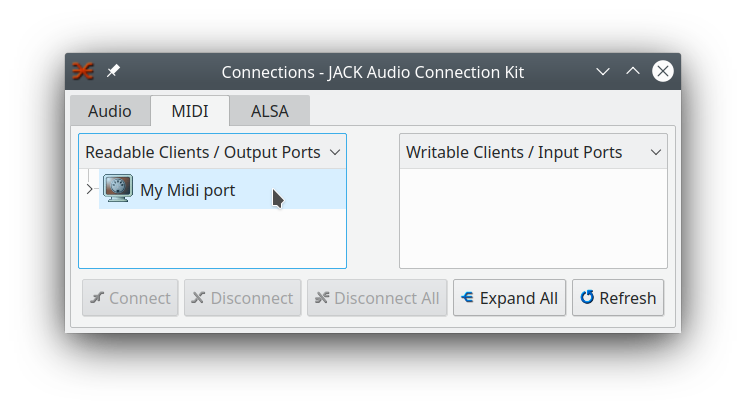 Connections - JACK Audio Connection Kit
Audio MIDI ALSA
Readable Clients / Output Ports Writable Clients / Input Ports
My Midi port
Connect Disconnect Disconnect All Expand All Refresh